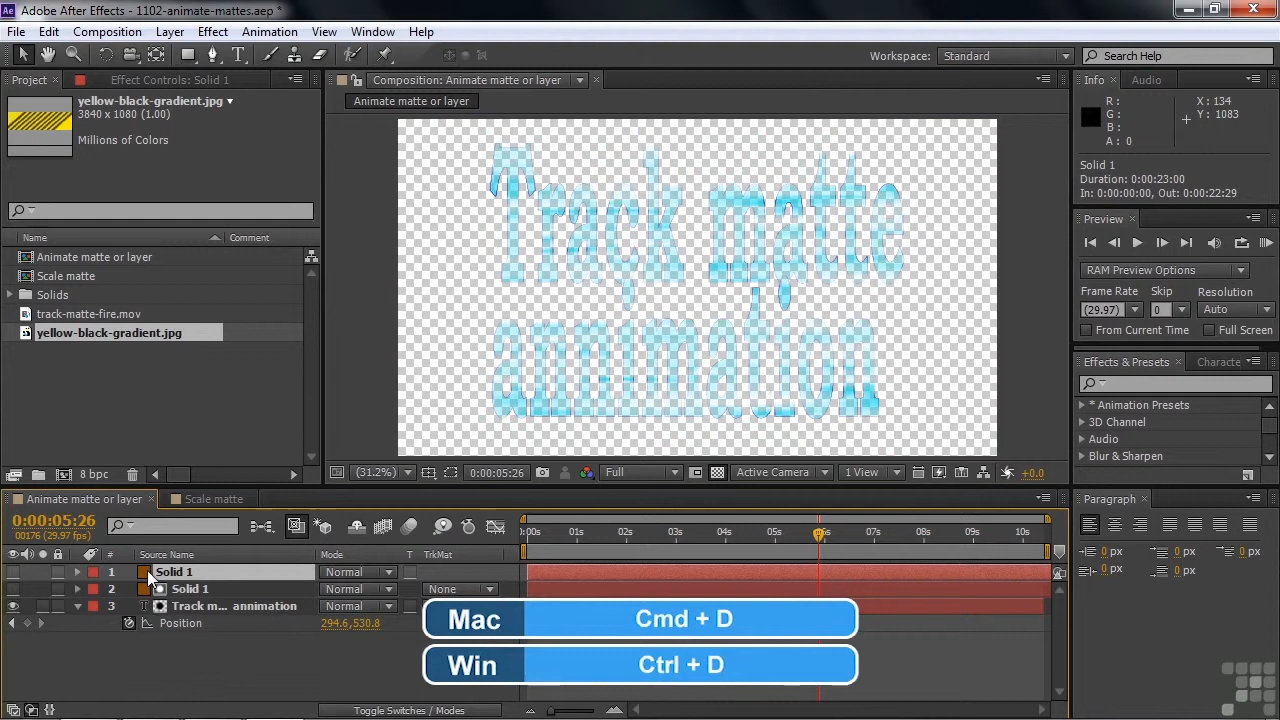 Ae Adobe After Effects - 1102-animate-mattes.aep *
File Edit Composition Layer Effect Animation View Window Help
Workspace: Standard Search Help
Project Effect Controls: Solid 1
Composition: Animate matte or layer
Info Audio
yellow-black-gradient.jpg
3840 x 1080 (1.00)
Millions of Colors
Animate matte or layer
R :
G :
B :
A : 0
X : 134
Y : 1083
Solid 1
Duration: 0:00:23:00
In: 0:00:00:00, Out: 0:00:22:29
Track matte
annimation
Name Comment
Animate matte or layer
Scale matte
Solids
track-matte-fire.mov
yellow-black-gradient.jpg
Preview
RAM Preview Options
Frame Rate Skip Resolution
(29.97) 0 Auto
From Current Time Full Screen
Effects & Presets Characte
* Animation Presets
3D Channel
Audio
Blur & Sharpen
8 bpc
(31.2%) 0:00:05:26 Full Active Camera 1 View +0.0
Animate matte or layer Scale matte
0:00:05:26
00176 (29.97 fps)
:00s 01s 02s 03s 04s 05s 06s 07s 08s 09s 10s
# Source Name Mode T TrkMat
1 Solid 1 Normal
2 Solid 1 Normal None
3 T Track m... annimation Normal
Position 294.6,530.8
Mac Cmd + D
Win Ctrl + D
Toggle Switches / Modes
Paragraph
0 px 0 px 0 px
0 px 0 px